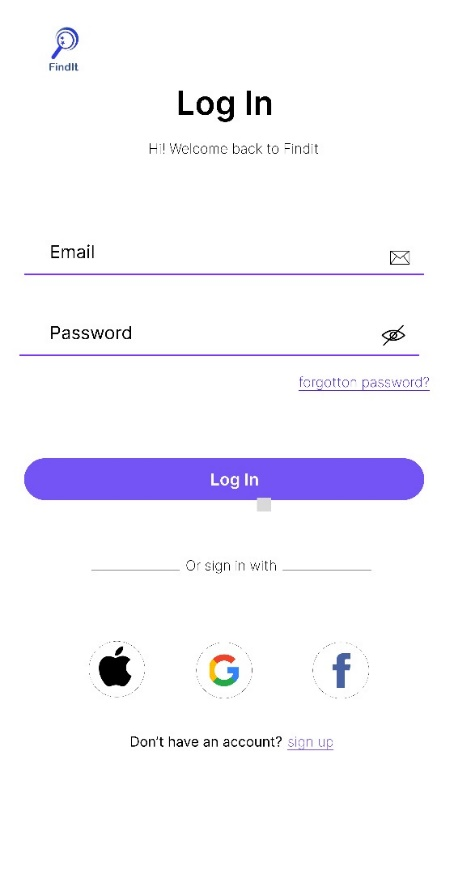 FindIt
Log In
Hi! Welcome back to Findit
Email
Password
forgotton password?
Log In
Or sign in with
Don't have an account? sign up